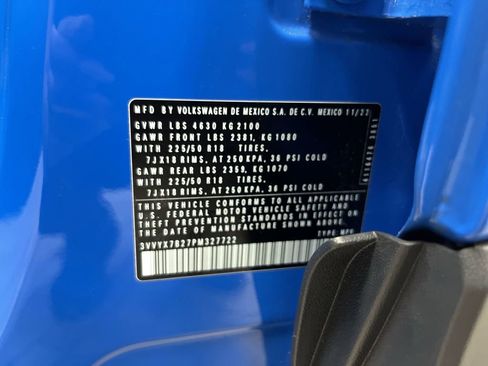 MFD BY VOLKSWAGEN DE MEXICO S.A. DE C.V. MEXICO 11/22
GVWR LBS 4630 KG 2100
GAWR FRONT LBS 2381, KG 1080
WITH 225/50 R18 TIRES,
7JX18 RIMS, AT 250 KPA, 36 PSI COLD
GAWR REAR LBS 2359, KG 1070
WITH 225/50 R18 TIRES,
7JX18 RIMS, AT 250 KPA, 36 PSI COLD
THIS VEHICLE CONFORMS TO ALL APPLICABLE
U.S. FEDERAL MOTOR VEHICLE SAFETY AND
THEFT PREVENTION STANDARDS IN EFFECT ON
THE DATE OF MANUFACTURE SHOWN ABOVE.
3VVYX7B27PM327722
TYPE: MPV